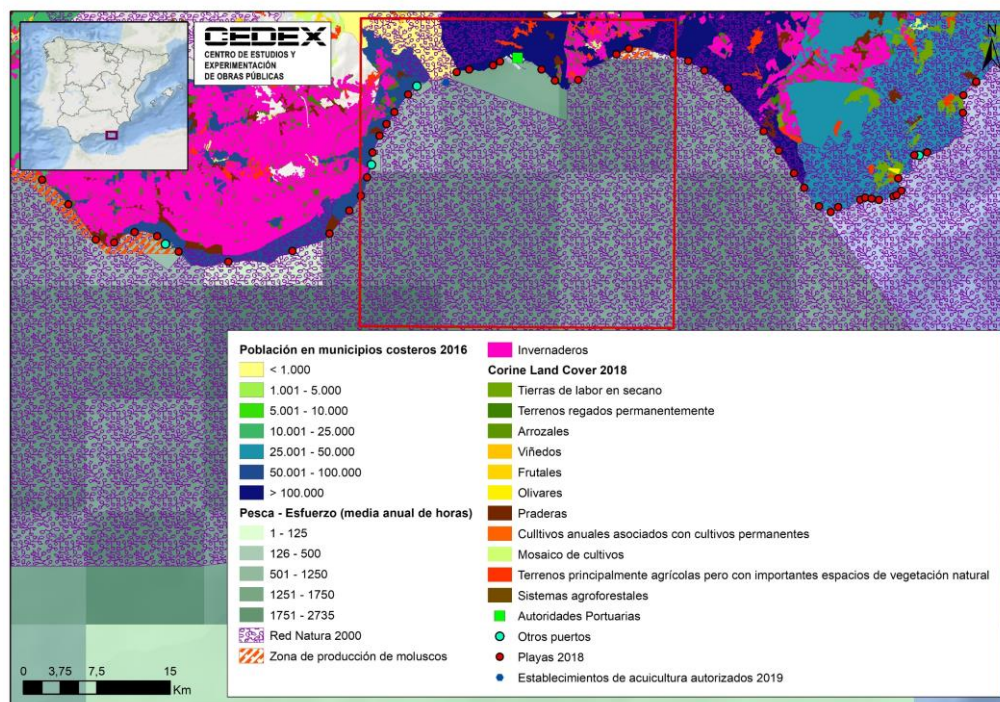 CEDEX
CENTRO DE ESTUDIOS Y
EXPERIMENTACIÓN
DE OBRAS PÚBLICAS
N
Población en municipios costeros 2016
< 1.000
1.001 - 5.000
5.001 - 10.000
10.001 - 25.000
25.001 - 50.000
50.001 - 100.000
> 100.000
Pesca - Esfuerzo (media anual de horas)
1 - 125
126 - 500
501 - 1250
1251 - 1750
1751 - 2735
Red Natura 2000
Zona de producción de moluscos
Invernaderos
Corine Land Cover 2018
Tierras de labor en secano
Terrenos regados permanentemente
Arrozales
Viñedos
Frutales
Olivares
Praderas
Culltivos anuales asociados con cultivos permanentes
Mosaico de cultivos
Terrenos principalmente agrícolas pero con importantes espacios de vegetación natural
Sistemas agroforestales
Autoridades Portuarias
Otros puertos
Playas 2018
Establecimientos de acuicultura autorizados 2019
0 3,75 7,5 15
Km